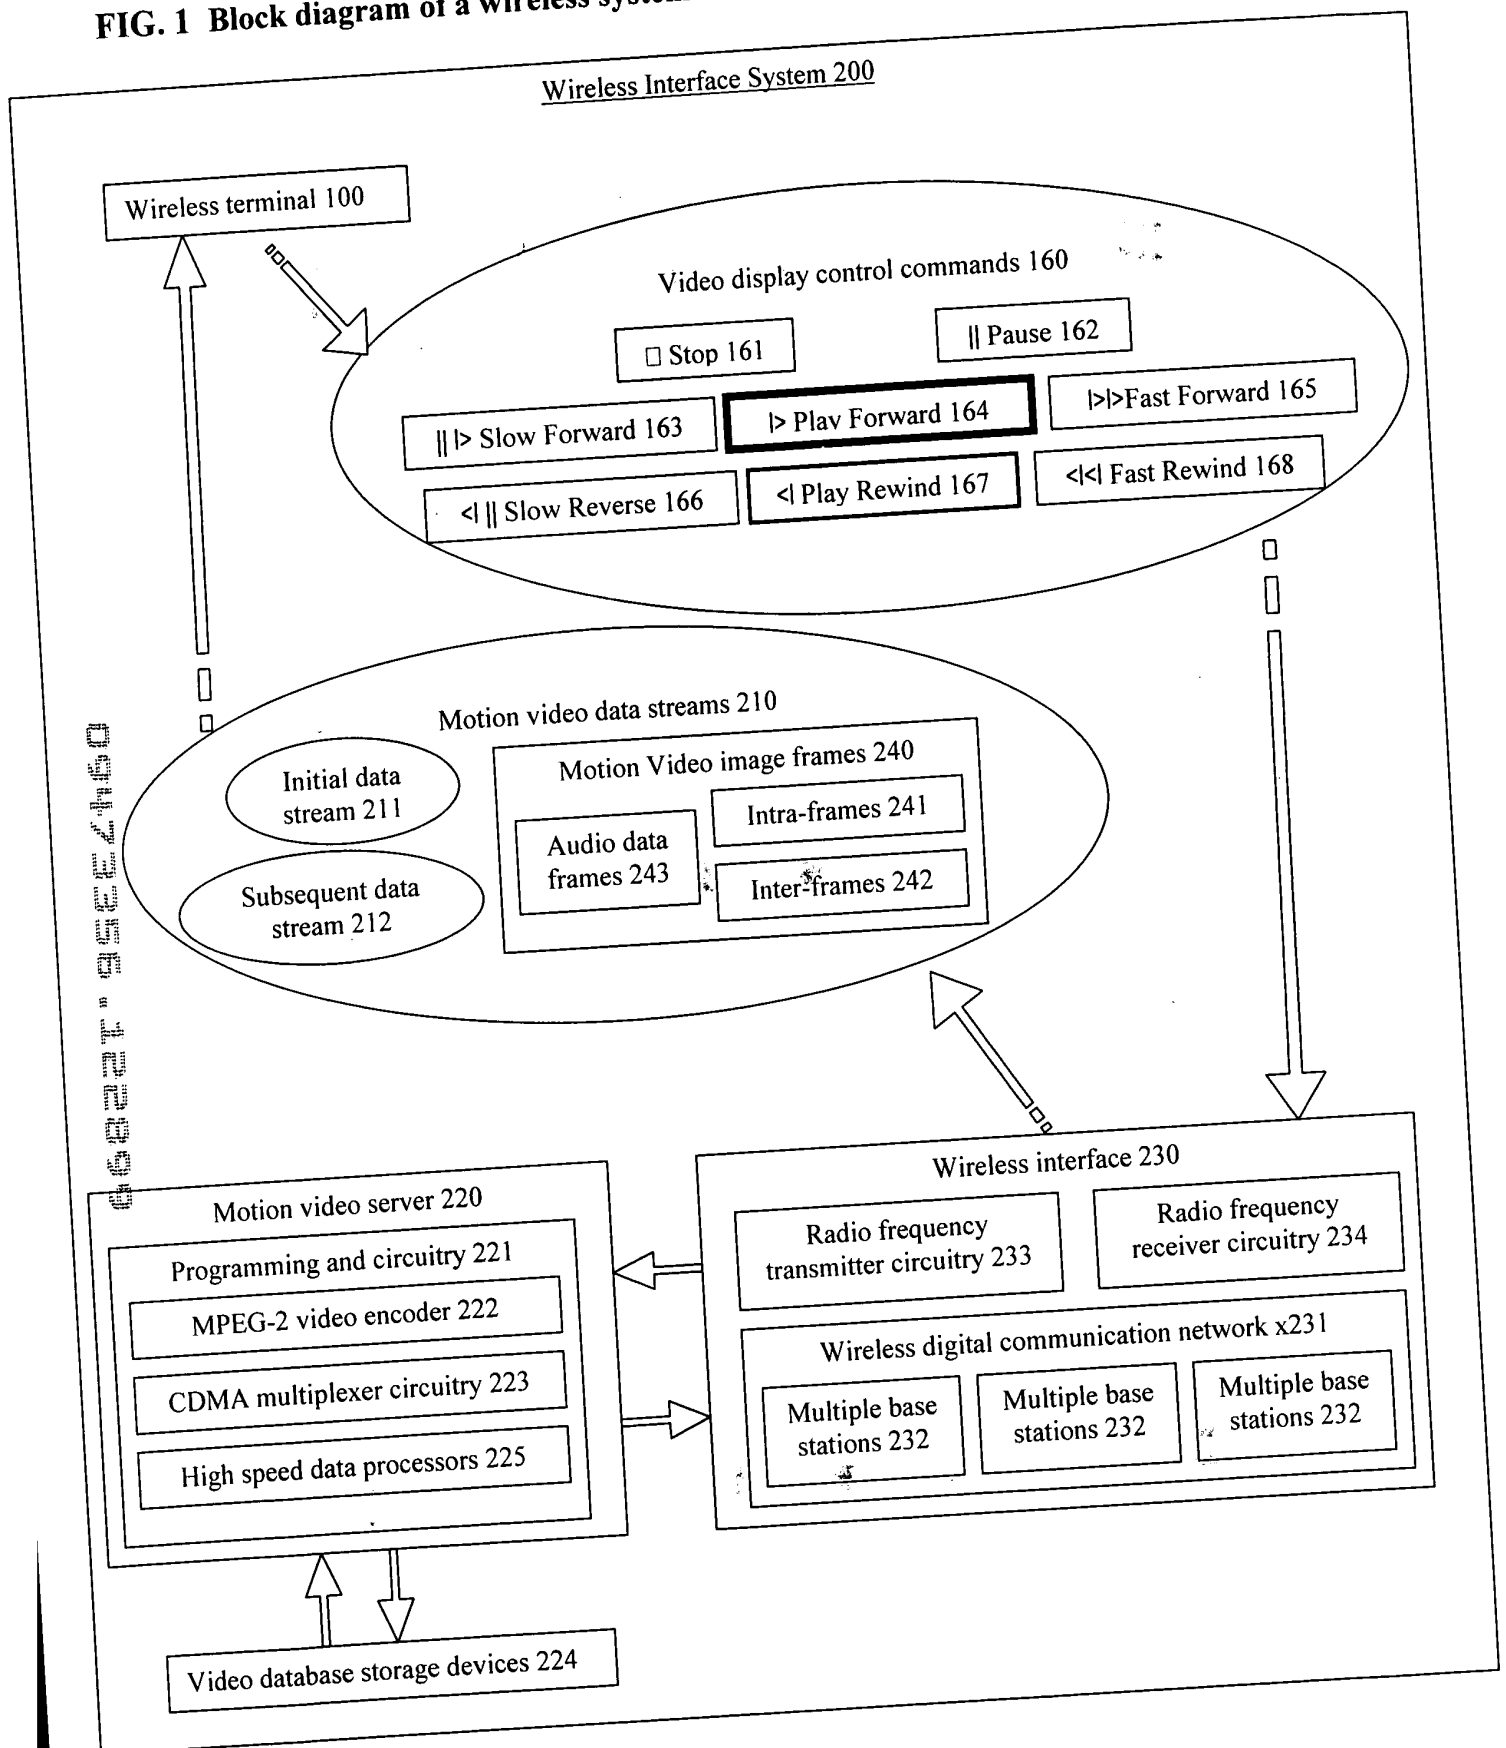 FIG. 1 Block diagram of a wireless system
Wireless Interface System 200
Wireless terminal 100
Video display control commands 160
▯ Stop 161
|| Pause 162
|| |> Slow Forward 163
|> Plav Forward 164
|>|>Fast Forward 165
<| || Slow Reverse 166
<| Play Rewind 167
<|<| Fast Rewind 168
Motion video data streams 210
Initial data
stream 211
Subsequent data
stream 212
Motion Video image frames 240
Audio data
frames 243
Intra-frames 241
Inter-frames 242
09473356.122899
Motion video server 220
Programming and circuitry 221
MPEG-2 video encoder 222
CDMA multiplexer circuitry 223
High speed data processors 225
Wireless interface 230
Radio frequency
transmitter circuitry 233
Radio frequency
receiver circuitry 234
Wireless digital communication network x231
Multiple base
stations 232
Multiple base
stations 232
Multiple base
stations 232
Video database storage devices 224